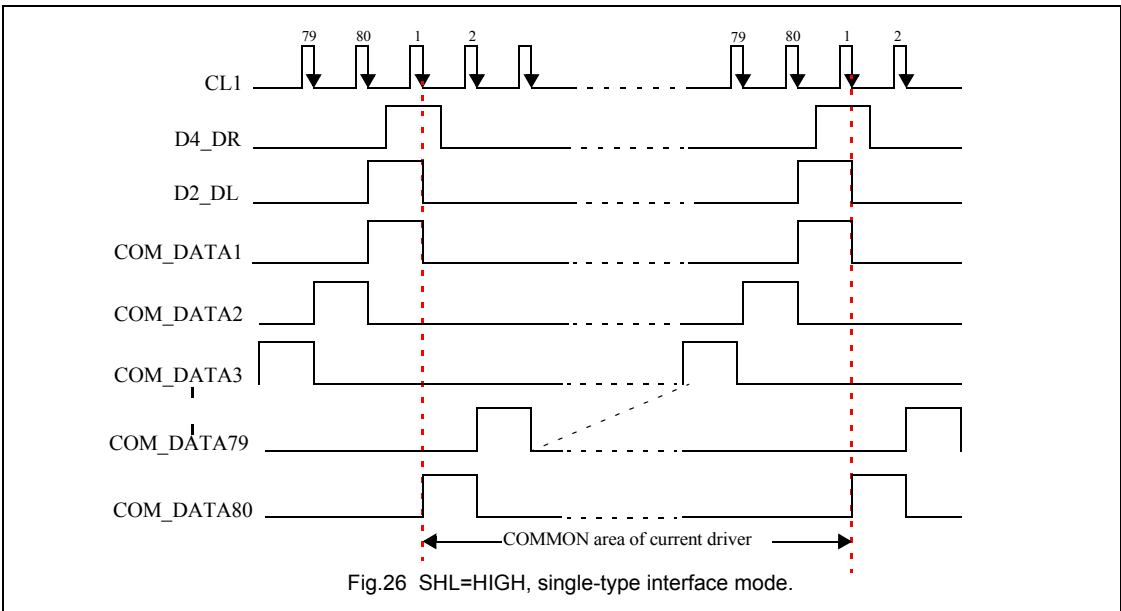 79 80 1 2 79 80 1 2
CL1
D4_DR
D2_DL
COM_DATA1
COM_DATA2
COM_DATA3
COM_DATA79
COM_DATA80
COMMON area of current driver
Fig.26 SHL=HIGH, single-type interface mode.